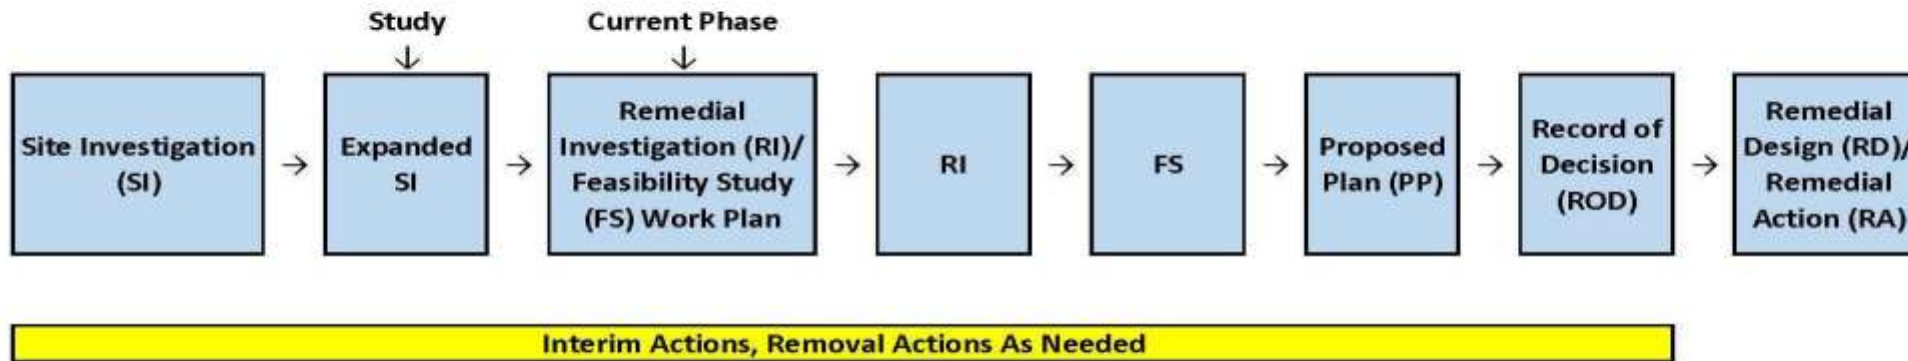 Study
Current Phase
Site Investigation
(SI)
→
Expanded
SI
→
Remedial
Investigation (RI)/
Feasibility Study
(FS) Work Plan
→
RI
→
FS
→
Proposed
Plan (PP)
→
Record of
Decision
(ROD)
→
Remedial
Design (RD)/
Remedial
Action (RA)
Interim Actions, Removal Actions As Needed